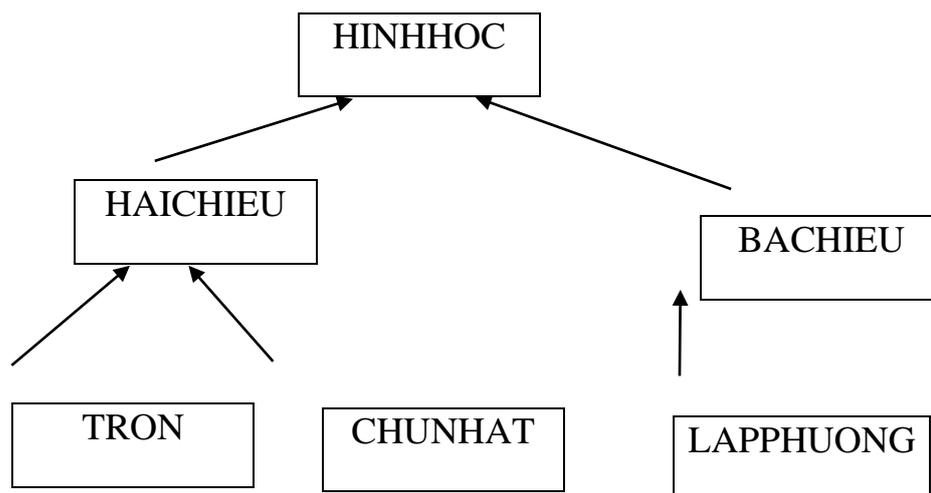 HINHHOC
HAICHIEU
BACHIEU
TRON
CHUNHAT
LAPPHUONG